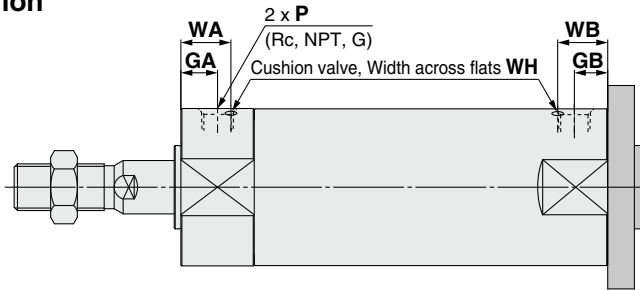 ion
WA
2 x P
WB
GA
(Rc, NPT, G)
GB
Cushion valve, Width across flats WH